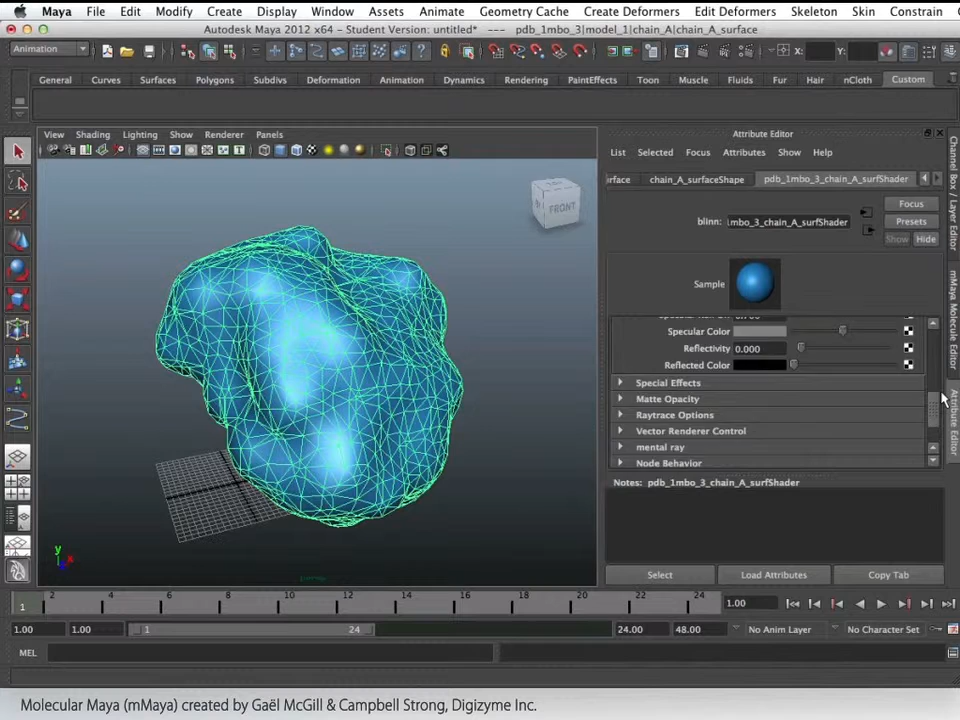 Maya File Edit Modify Create Display Window Assets Animate Geometry Cache Create Deformers Edit Deformers Skeleton Skin Constrain
Autodesk Maya 2012 x64 - Student Version: untitled* --- pdb_1mbo_3|model_1|chain_A|chain_A_surface
Animation X: Y:
General Curves Surfaces Polygons Subdivs Deformation Animation Dynamics Rendering PaintEffects Toon Muscle Fluids Fur Hair nCloth Custom
View Shading Lighting Show Renderer Panels
Attribute Editor
List Selected Focus Attributes Show Help
rface chain_A_surfaceShape pdb_1mbo_3_chain_A_surfShader
Focus
blinn: 1mbo_3_chain_A_surfShader Presets
Show Hide
Sample
Specular Color
Reflectivity 0.000
Reflected Color
Special Effects
Matte Opacity
Raytrace Options
Vector Renderer Control
mental ray
Node Behavior
Notes: pdb_1mbo_3_chain_A_surfShader
Select Load Attributes Copy Tab
Channel Box / Layer Editor
mMaya Molecule Editor
Attribute Editor
FRONT
y
x
1 2 4 6 8 10 12 14 16 18 20 22 24 1.00
1.00 1.00 1 24 24.00 48.00 No Anim Layer No Character Set
MEL
Molecular Maya (mMaya) created by Gaël McGill & Campbell Strong, Digizyme Inc.